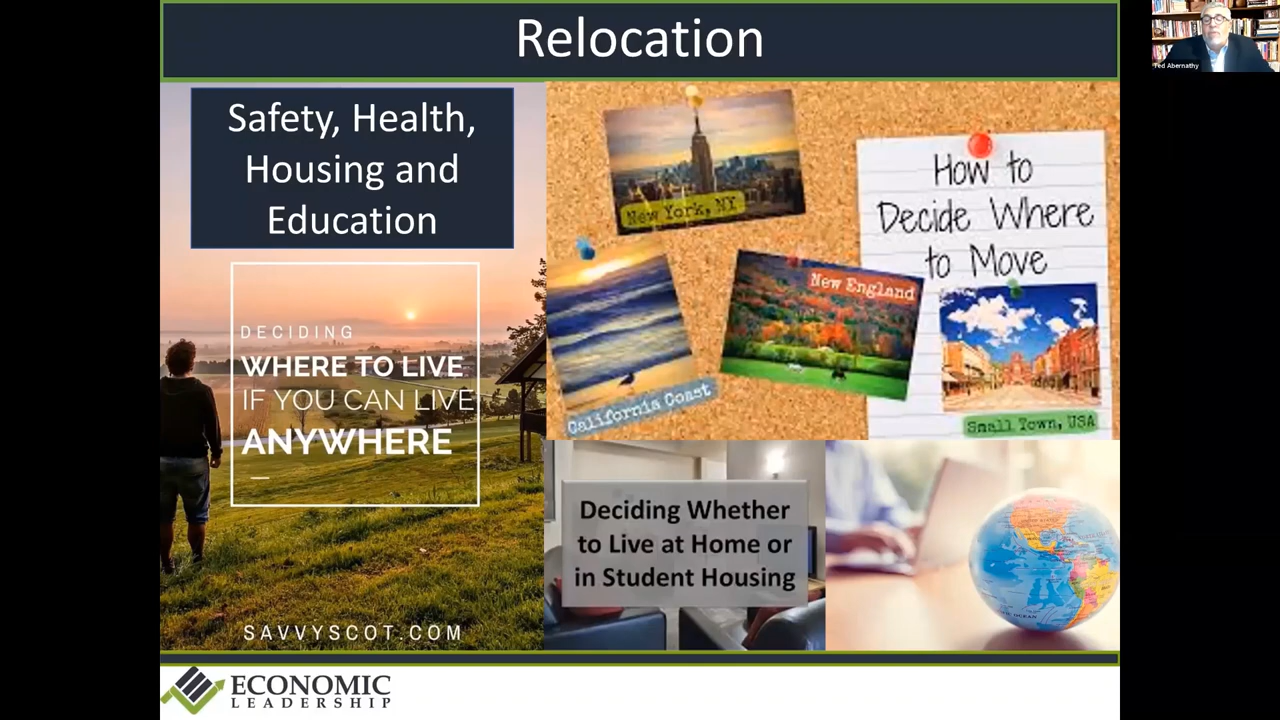 Relocation
Safety, Health,
Housing and
Education
DECIDING
WHERE TO LIVE
IF YOU CAN LIVE
ANYWHERE
SAVVYSCOT.COM
New York, NY
How to
Decide Where
to Move
New England
California Coast
Small Town, USA
Deciding Whether
to Live at Home or
in Student Housing
ECONOMIC
LEADERSHIP
Ted Abernathy